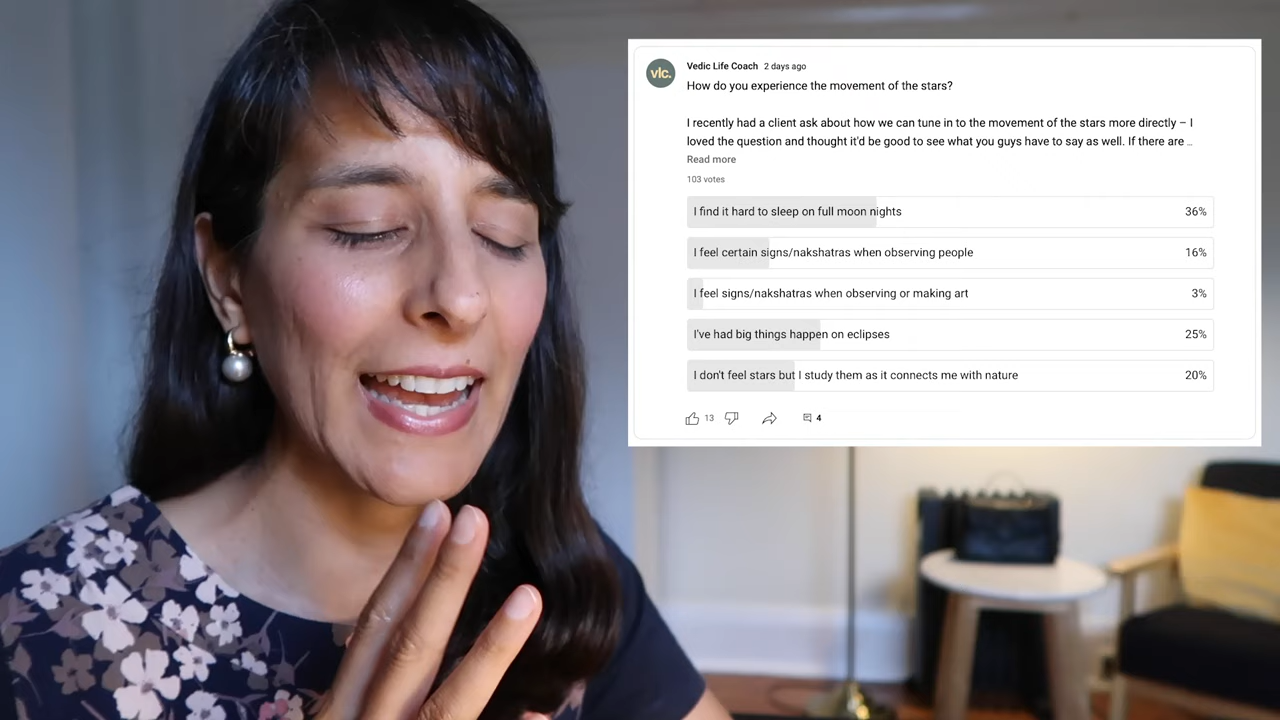 vlc.
Vedic Life Coach 2 days ago
How do you experience the movement of the stars?
I recently had a client ask about how we can tune in to the movement of the stars more directly – I
loved the question and thought it'd be good to see what you guys have to say as well. If there are ...
Read more
103 votes
I find it hard to sleep on full moon nights 36%
I feel certain signs/nakshatras when observing people 16%
I feel signs/nakshatras when observing or making art 3%
I've had big things happen on eclipses 25%
I don't feel stars but I study them as it connects me with nature 20%
13
4